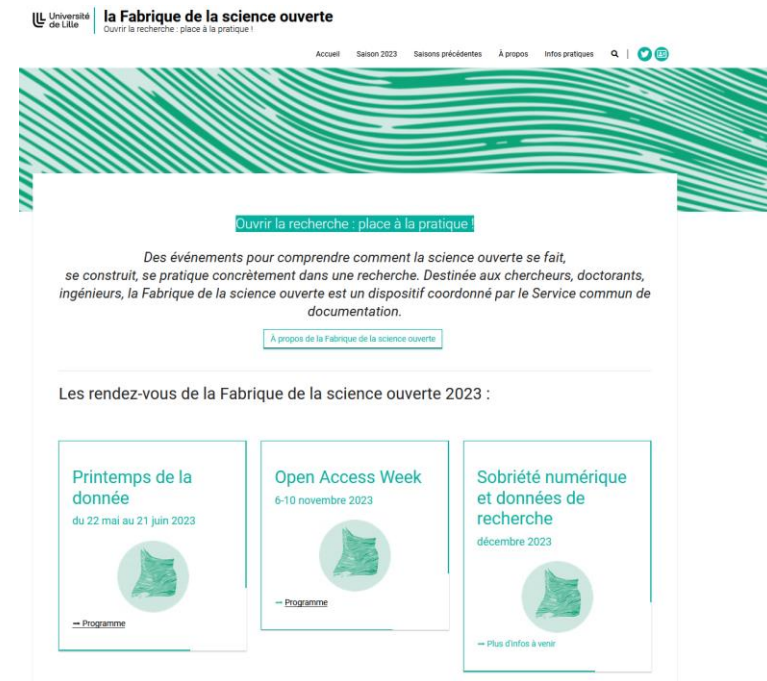 Université
de Lille
la Fabrique de la science ouverte
Ouvrir la recherche : place à la pratique !
Accueil Saison 2023 Saisons précédentes À propos Infos pratiques
Ouvrir la recherche : place à la pratique !
Des événements pour comprendre comment la science ouverte se fait,
se construit, se pratique concrètement dans une recherche. Destinée aux chercheurs, doctorants,
ingénieurs, la Fabrique de la science ouverte est un dispositif coordonné par le Service commun de
documentation.
À propos de la Fabrique de la science ouverte
Les rendez-vous de la Fabrique de la science ouverte 2023 :
Printemps de la
donnée
du 22 mai au 21 juin 2023
→ Programme
Open Access Week
6-10 novembre 2023
→ Programme
Sobriété numérique
et données de
recherche
décembre 2023
→ Plus d'infos à venir